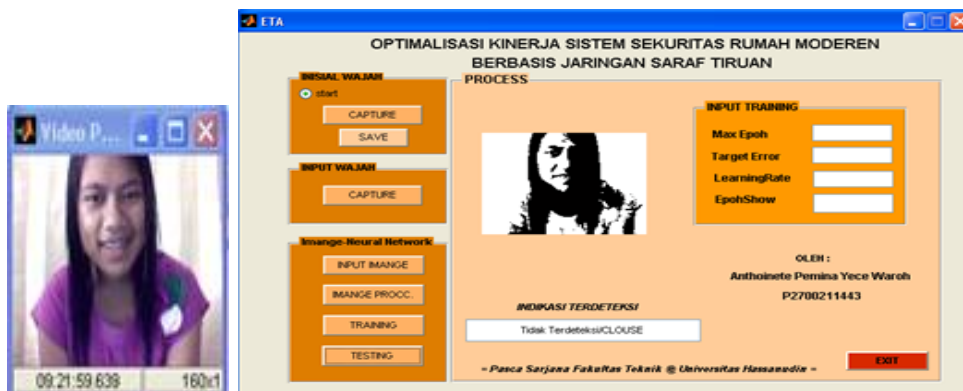 ETA
OPTIMALISASI KINERJA SISTEM SEKURITAS RUMAH MODEREN
BERBASIS JARINGAN SARAF TIRUAN
INISIAL WAJAH
start
CAPTURE
SAVE
INPUT WAJAH
CAPTURE
Imange-Neural Network
INPUT IMANGE
IMANGE PROCC.
TRAINING
TESTING
PROCESS
INPUT TRAINING
Max Epoh
Target Error
LearningRate
EpohShow
OLEH :
Anthoinete Pemina Yece Waroh
P2700211443
INDIKASI TERDETEKSI
Tidak Terdeteksi/CLOUSE
EXIT
= Pasca Sarjana Fakultas Teknik @ Universitas Hassanudin =
Video P...
09:21:59.639
160x1